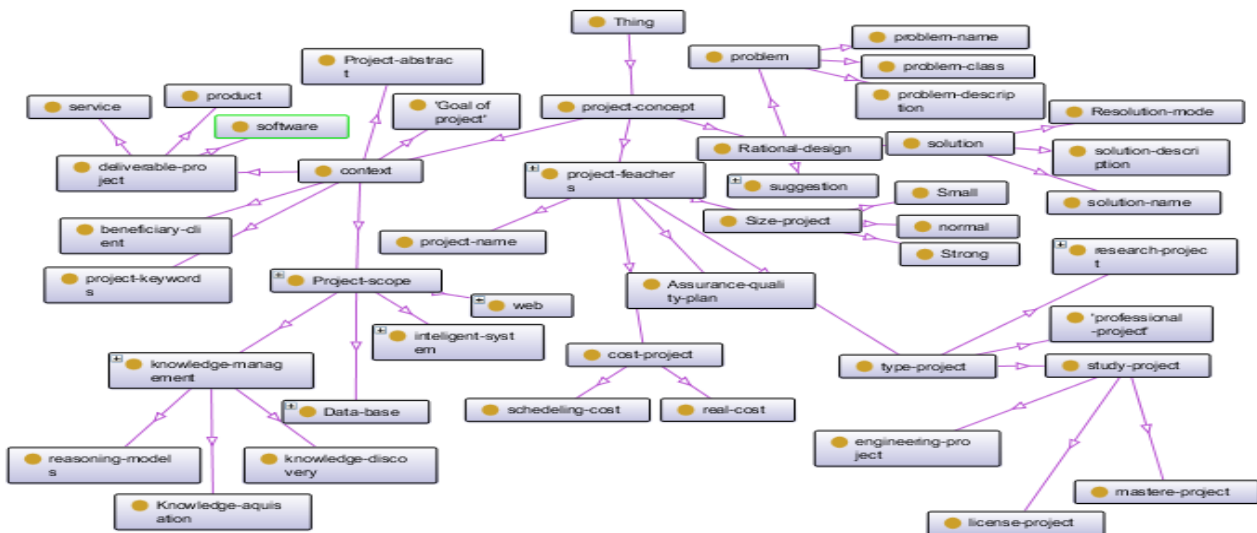 Thing
problem-name
problem
problem-class
problem-descrip
tion
Project-abstrac
t
product
service
'Goal of
project'
project-concept
Resolution-mode
software
Rational-design
solution
solution-descri
ption
deliverable-pro
ject
context
project-feacher
s
suggestion
Small
solution-name
Size-project
normal
beneficiary-cli
ent
project-name
Strong
research-projec
t
project-keyword
s
Project-scope
Assurance-quali
ty-plan
web
'professional
-project'
inteligent-syst
em
knowledge-manag
ement
cost-project
type-project
study-project
Data-base
schedeling-cost
real-cost
engineering-pro
ject
reasoning-model
s
knowledge-disco
very
mastere-project
Knowledge-aquis
ation
license-project